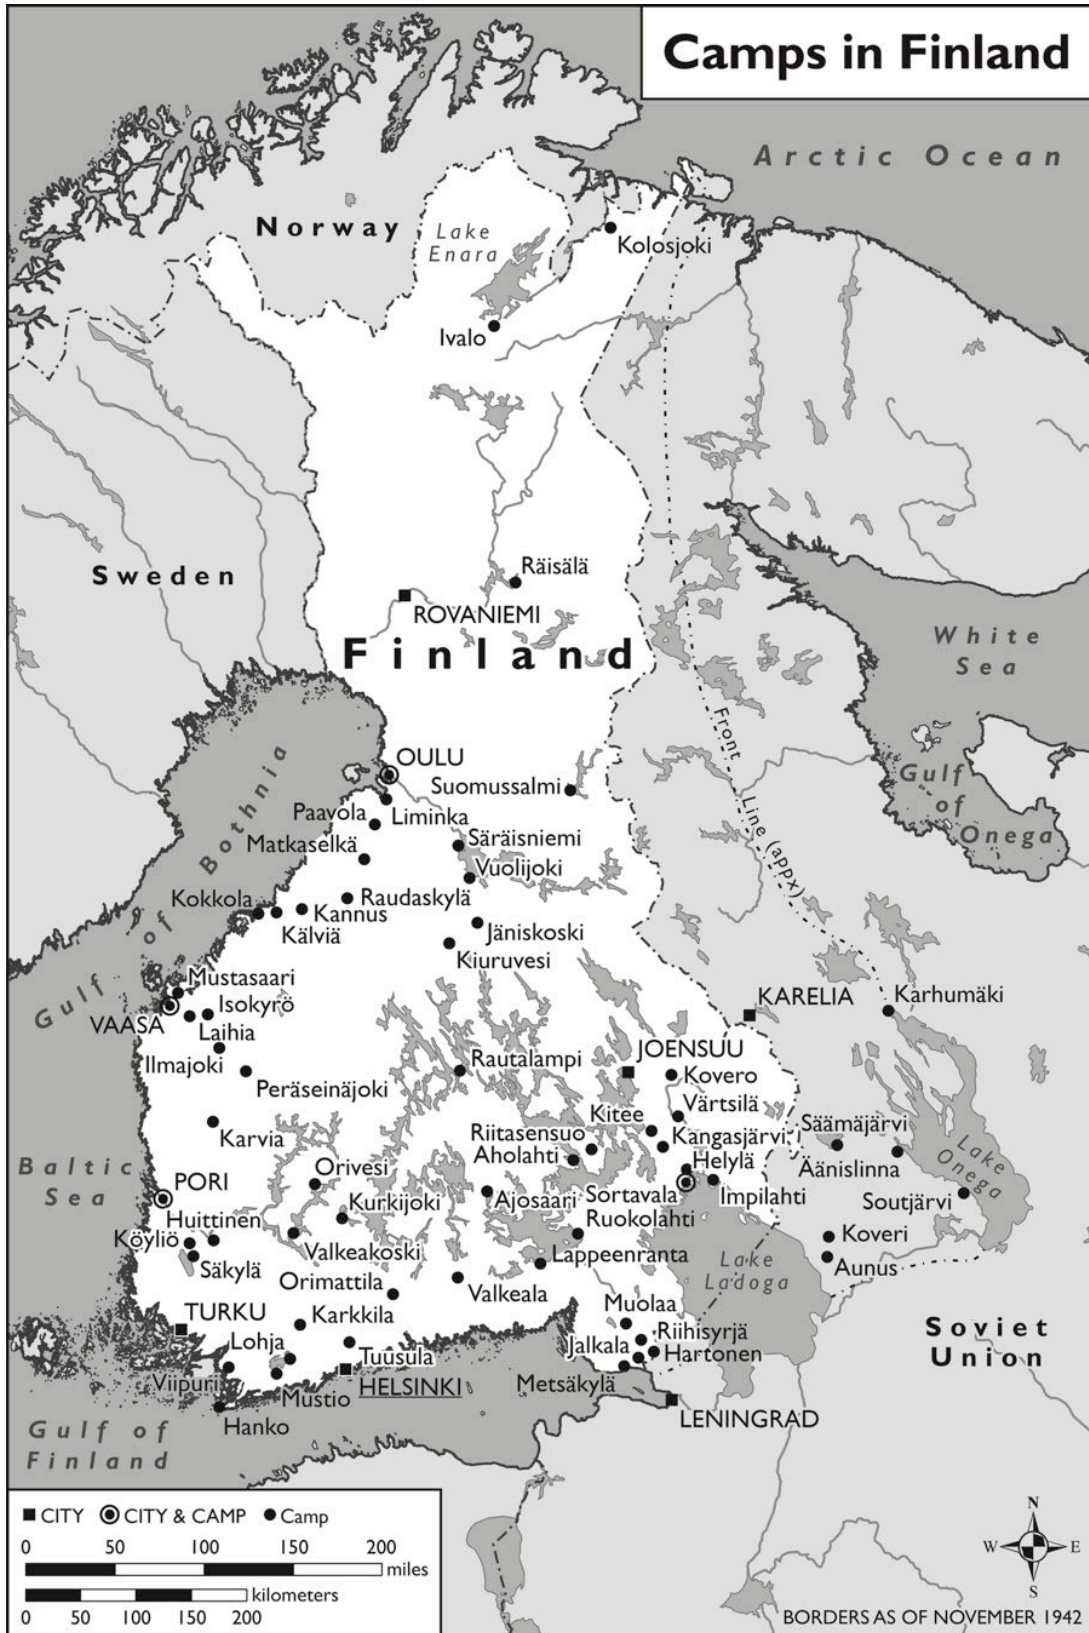 Camps in Finland
Arctic Ocean
Norway
Lake
Enara
Kolosjoki
Ivalo
Sweden
Räisälä
ROVANIEMI
Finland
White
Sea
Front Line (appx)
Gulf of Bothnia
OULU
Suomussalmi
Gulf
of
Onega
Paavola
Liminka
Matkaselkä
Säräisniemi
Vuolijoki
Kokkola
Raudaskylä
Kannus
Kälviä
Jäniskoski
Kiuruvesi
Mustasaari
Isokyrö
VAASA
Laihia
KARELIA
Karhumäki
Ilmajoki
Peräseinäjoki
Rautalampi
JOENSUU
Kovero
Värtsilä
Karvia
Kitee
Riitasensuo
Kangasjärvi
Säämäjärvi
Aholahti
Helylä
Äänislinna
Lake
Onega
Baltic
Sea
PORI
Orivesi
Ajosaari
Sortavala
Impilahti
Soutjärvi
Huittinen
Kurkijoki
Ruokolahti
Köyliö
Valkeakoski
Lappeenranta
Koveri
Säkylä
Lake
Ladoga
Aunus
Orimattila
Valkeala
TURKU
Karkkila
Muolaa
Lohja
Riihisyrjä
Soviet
Union
Viipuri
Tuusula
Jalkala
Hartonen
Mustio
HELSINKI
Metsäkylä
Hanko
LENINGRAD
Gulf of
Finland
CITY CITY & CAMP Camp
0 50 100 150 200
miles
kilometers
0 50 100 150 200
N
W E
S
BORDERS AS OF NOVEMBER 1942